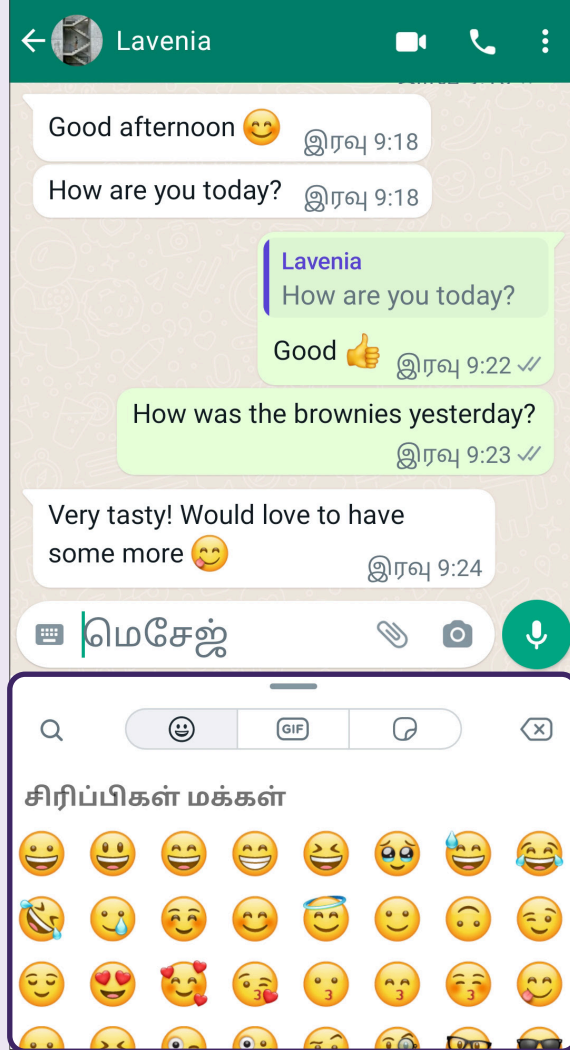 Lavenia
Good afternoon 😊 இரவு 9:18
How are you today? இரவு 9:18
Lavenia
How are you today?
Good 👍 இரவு 9:22
How was the brownies yesterday?
இரவு 9:23
Very tasty! Would love to have
some more 😋 இரவு 9:24
மெசேஜ்
GIF
சிரிப்பிகள் மக்கள்